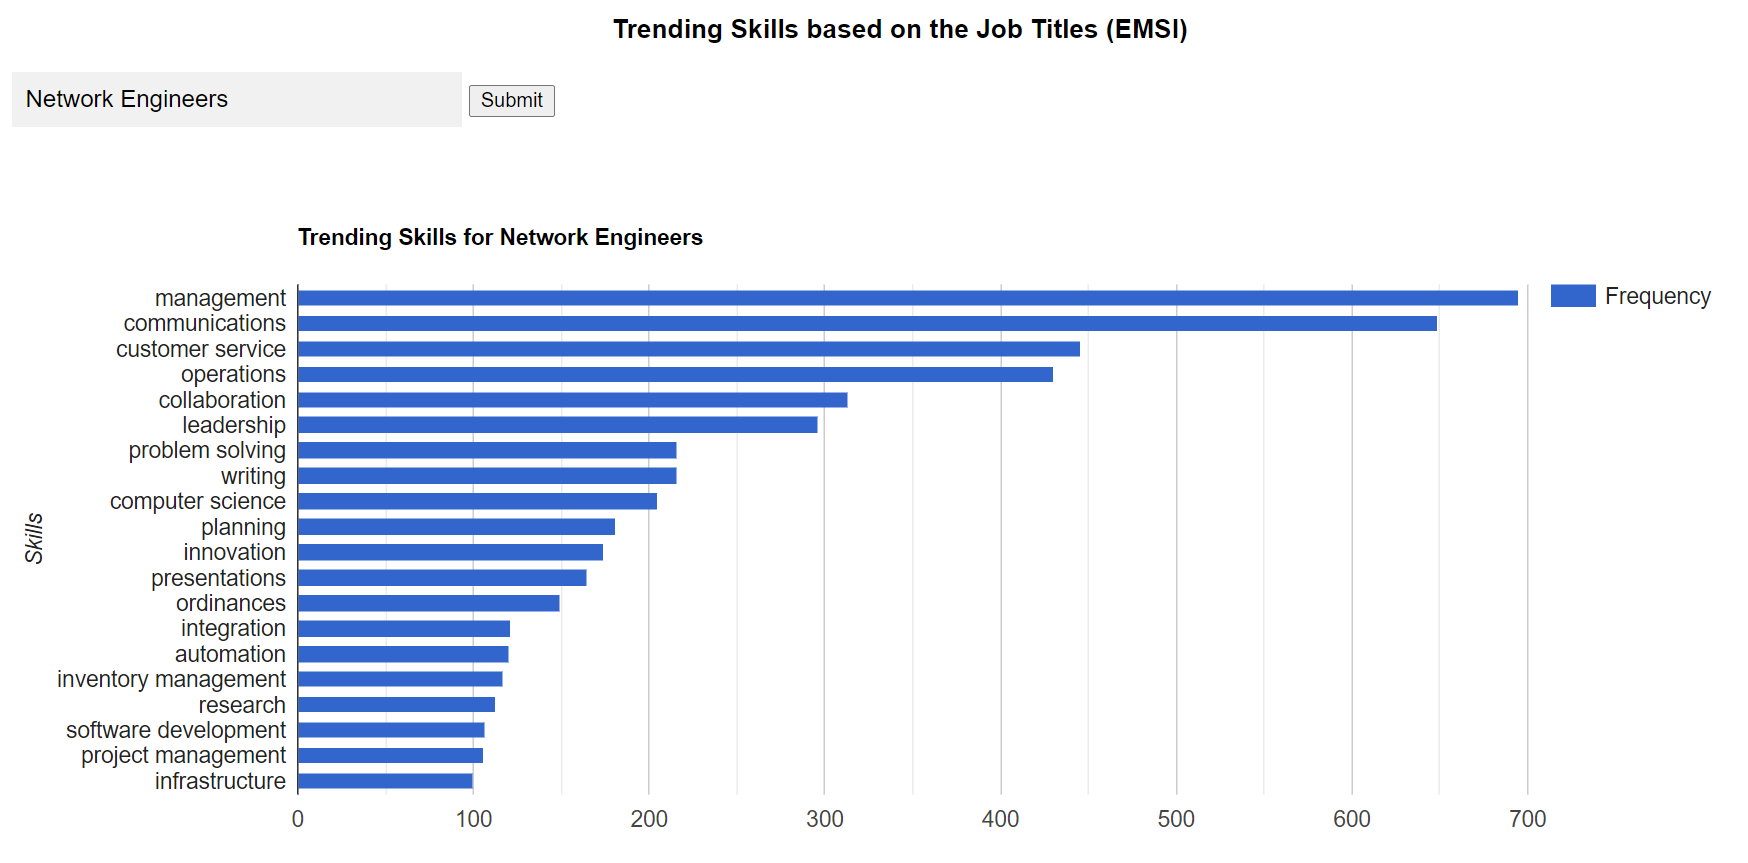 Trending Skills based on the Job Titles (EMSI)
Network Engineers
Submit
Trending Skills for Network Engineers
management
communications
customer service
operations
collaboration
leadership
problem solving
writing
computer science
planning
innovation
presentations
ordinances
integration
automation
inventory management
research
software development
project management
infrastructure
Skills
0 100 200 300 400 500 600 700
Frequency